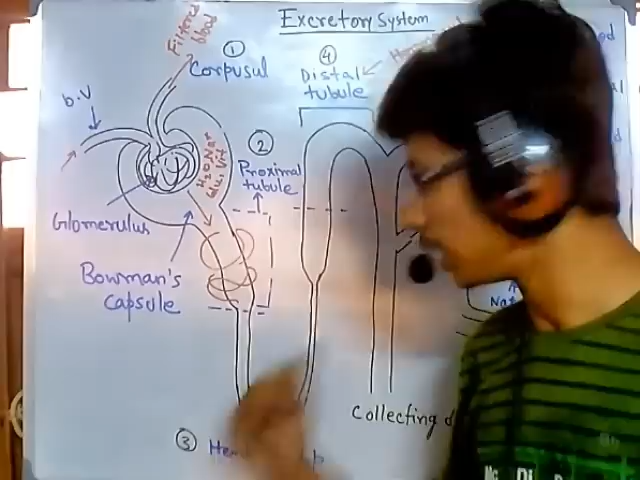 Excretory System
Filtered
blood
①
Corpusul
b.v
H₂O, Na+
Glu, Vit
②
Proximal
tubule
④
Distal
tubule
Glomerulus
Bowman's
capsule
③
Collecting